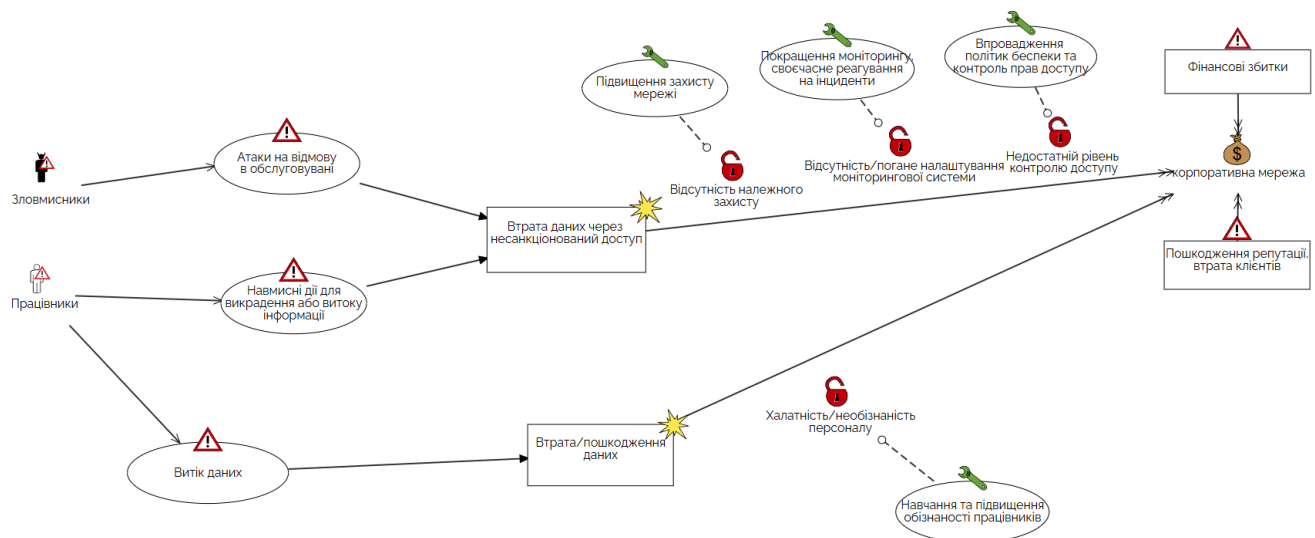 Підвищення захисту
мережі
Покращення моніторингу,
своєчасне реагування
на інциденти
Впровадження
політик беспеки та
контроль прав доступу
Фінансові збитки
$
Атаки на відмову
в обслуговувані
Зловмисники
Відсутність належного
захисту
Відсутність/погане налаштування
моніторингової системи
Недостатній рівень
контролю доступу
корпоративна мережа
Втрата даних через
несанкціонований доступ
Пошкодження репутації,
втрата клієнтів
Працівники
Навмисні дії для
викрадення або витоку
інформації
Халатність/необізнаність
персоналу
Витік даних
Втрата/пошкодження
даних
Навчання та підвищення
обізнаності працівників